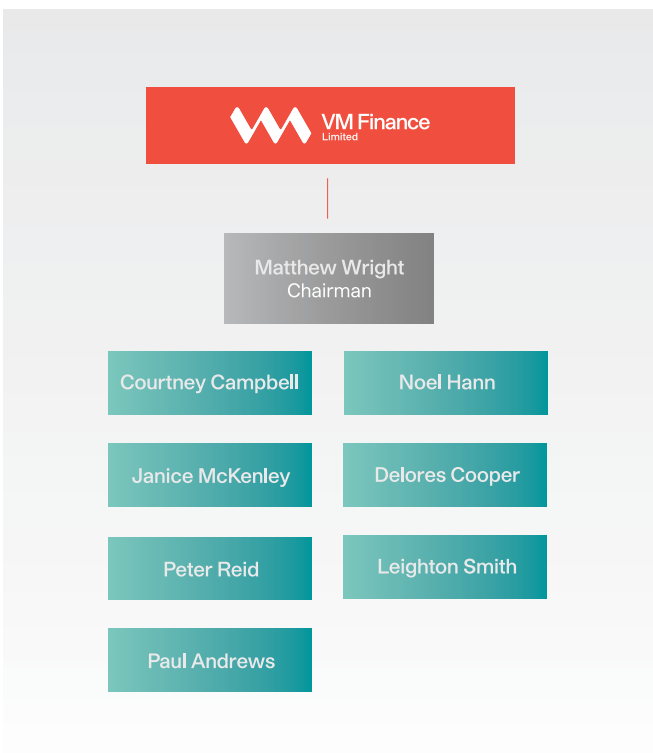 VM Finance
Limited
Matthew Wright
Chairman
Courtney Campbell
Noel Hann
Janice McKenley
Delores Cooper
Peter Reid
Leighton Smith
Paul Andrews